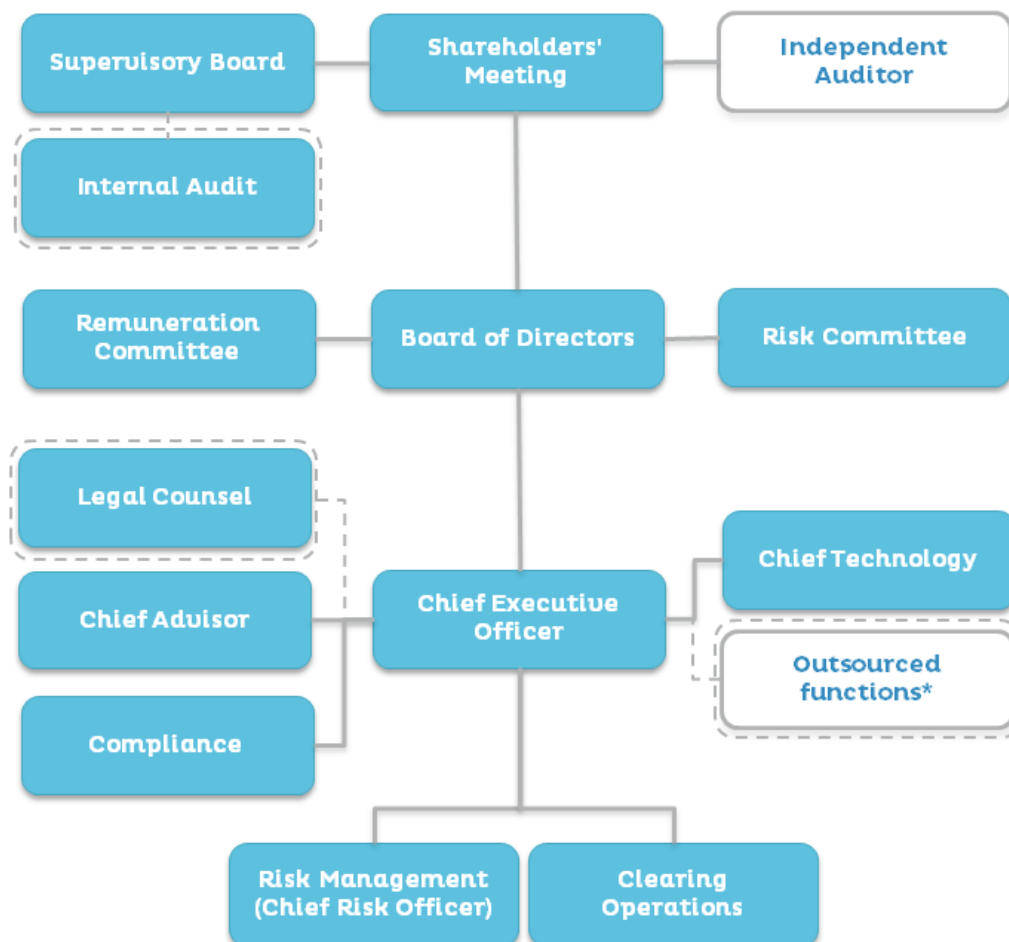 Supervisory Board
Shareholders'
Meeting
Independent
Auditor
Internal Audit
Remuneration
Committee
Board of Directors
Risk Committee
Legal Counsel
Chief Advisor
Compliance
Chief Executive
Officer
Chief Technology
Outsourced
functions*
Risk Management
(Chief Risk Officer)
Clearing
Operations